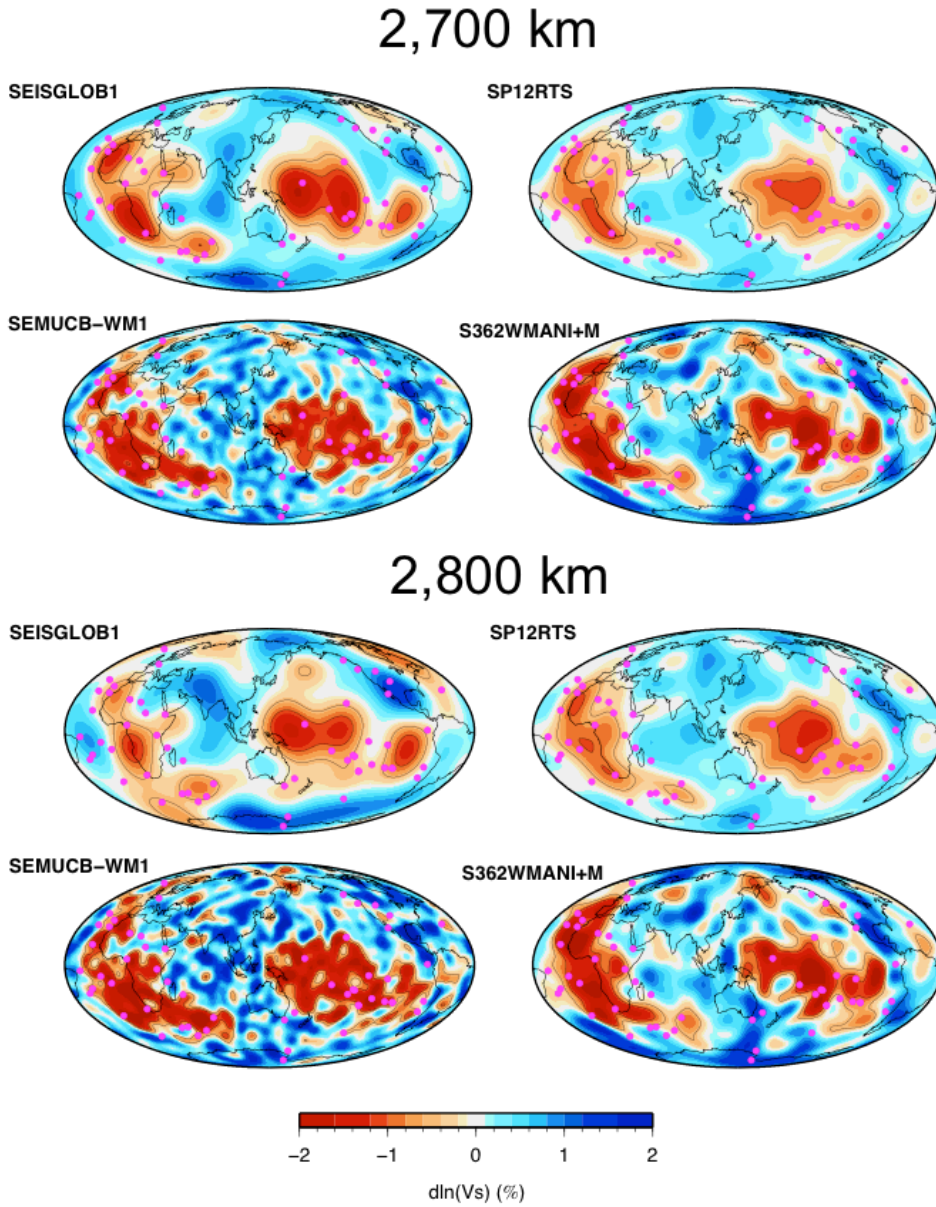 2,700 km
SEISGLOB1
SP12RTS
SEMUCB−WM1
S362WMANI+M
2,800 km
SEISGLOB1
SP12RTS
SEMUCB−WM1
S362WMANI+M
−2 −1 0 1 2
dln(Vs) (%)